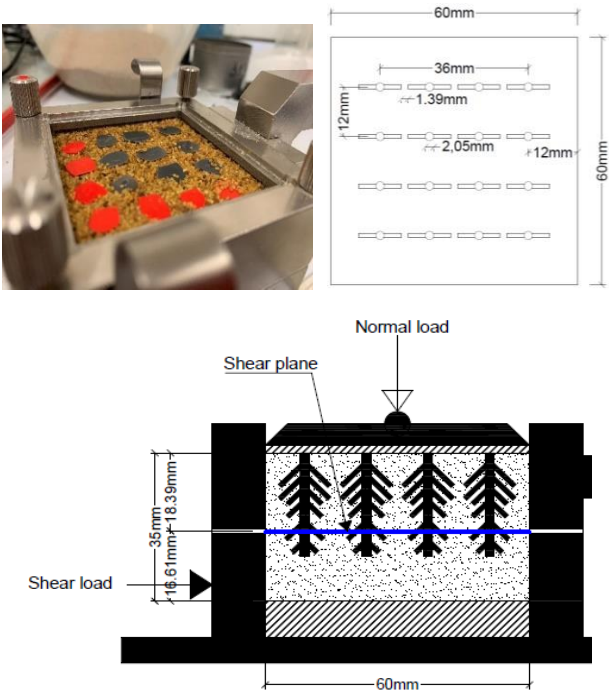 60mm
36mm
12mm
1.39mm
2,05mm
12mm
60mm
Normal load
Shear plane
35mm
18.39mm
16.61mm
Shear load
60mm